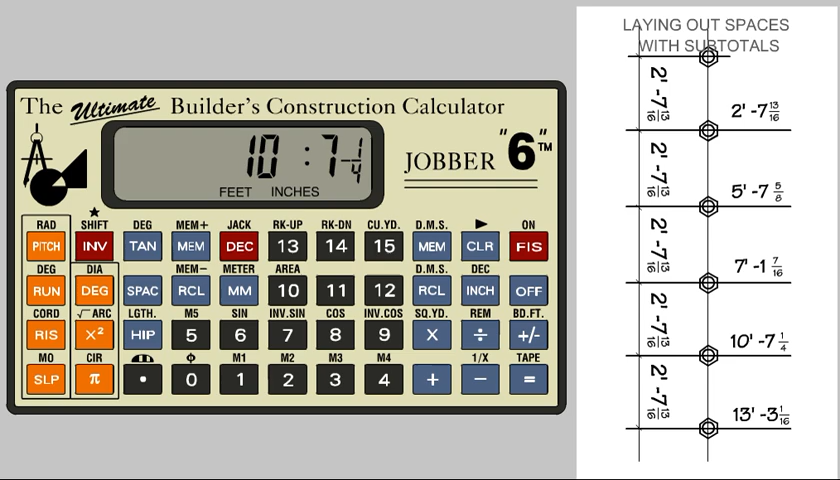 The Ultimate Builder's Construction Calculator
10 : 7-1/4
FEET INCHES
JOBBER "6"™
RAD SHIFT DEG MEM+ JACK RK-UP RK-DN CU.YD. D.M.S. ► ON
PITCH INV TAN MEM DEC 13 14 15 MEM CLR FIS
DEG DIA MEM− METER AREA D.M.S. DEC
RUN DEG SPAC RCL MM 10 11 12 RCL INCH OFF
CORD √ARC LGTH. M5 SIN INV.SIN COS INV.COS SQ.YD. REM BD.FT.
RIS X² HIP 5 6 7 8 9 X ÷ +/−
MO CIR Φ M1 M2 M3 M4 1/X TAPE
SLP π • 0 1 2 3 4 + − =
LAYING OUT SPACES
WITH SUBTOTALS
2' -7 13/16
2' -7 13/16
2' -7 13/16
5' -7 5/8
2' -7 13/16
7' -1 7/16
2' -7 13/16
10' -7 1/4
2' -7 13/16
13' -3 1/16